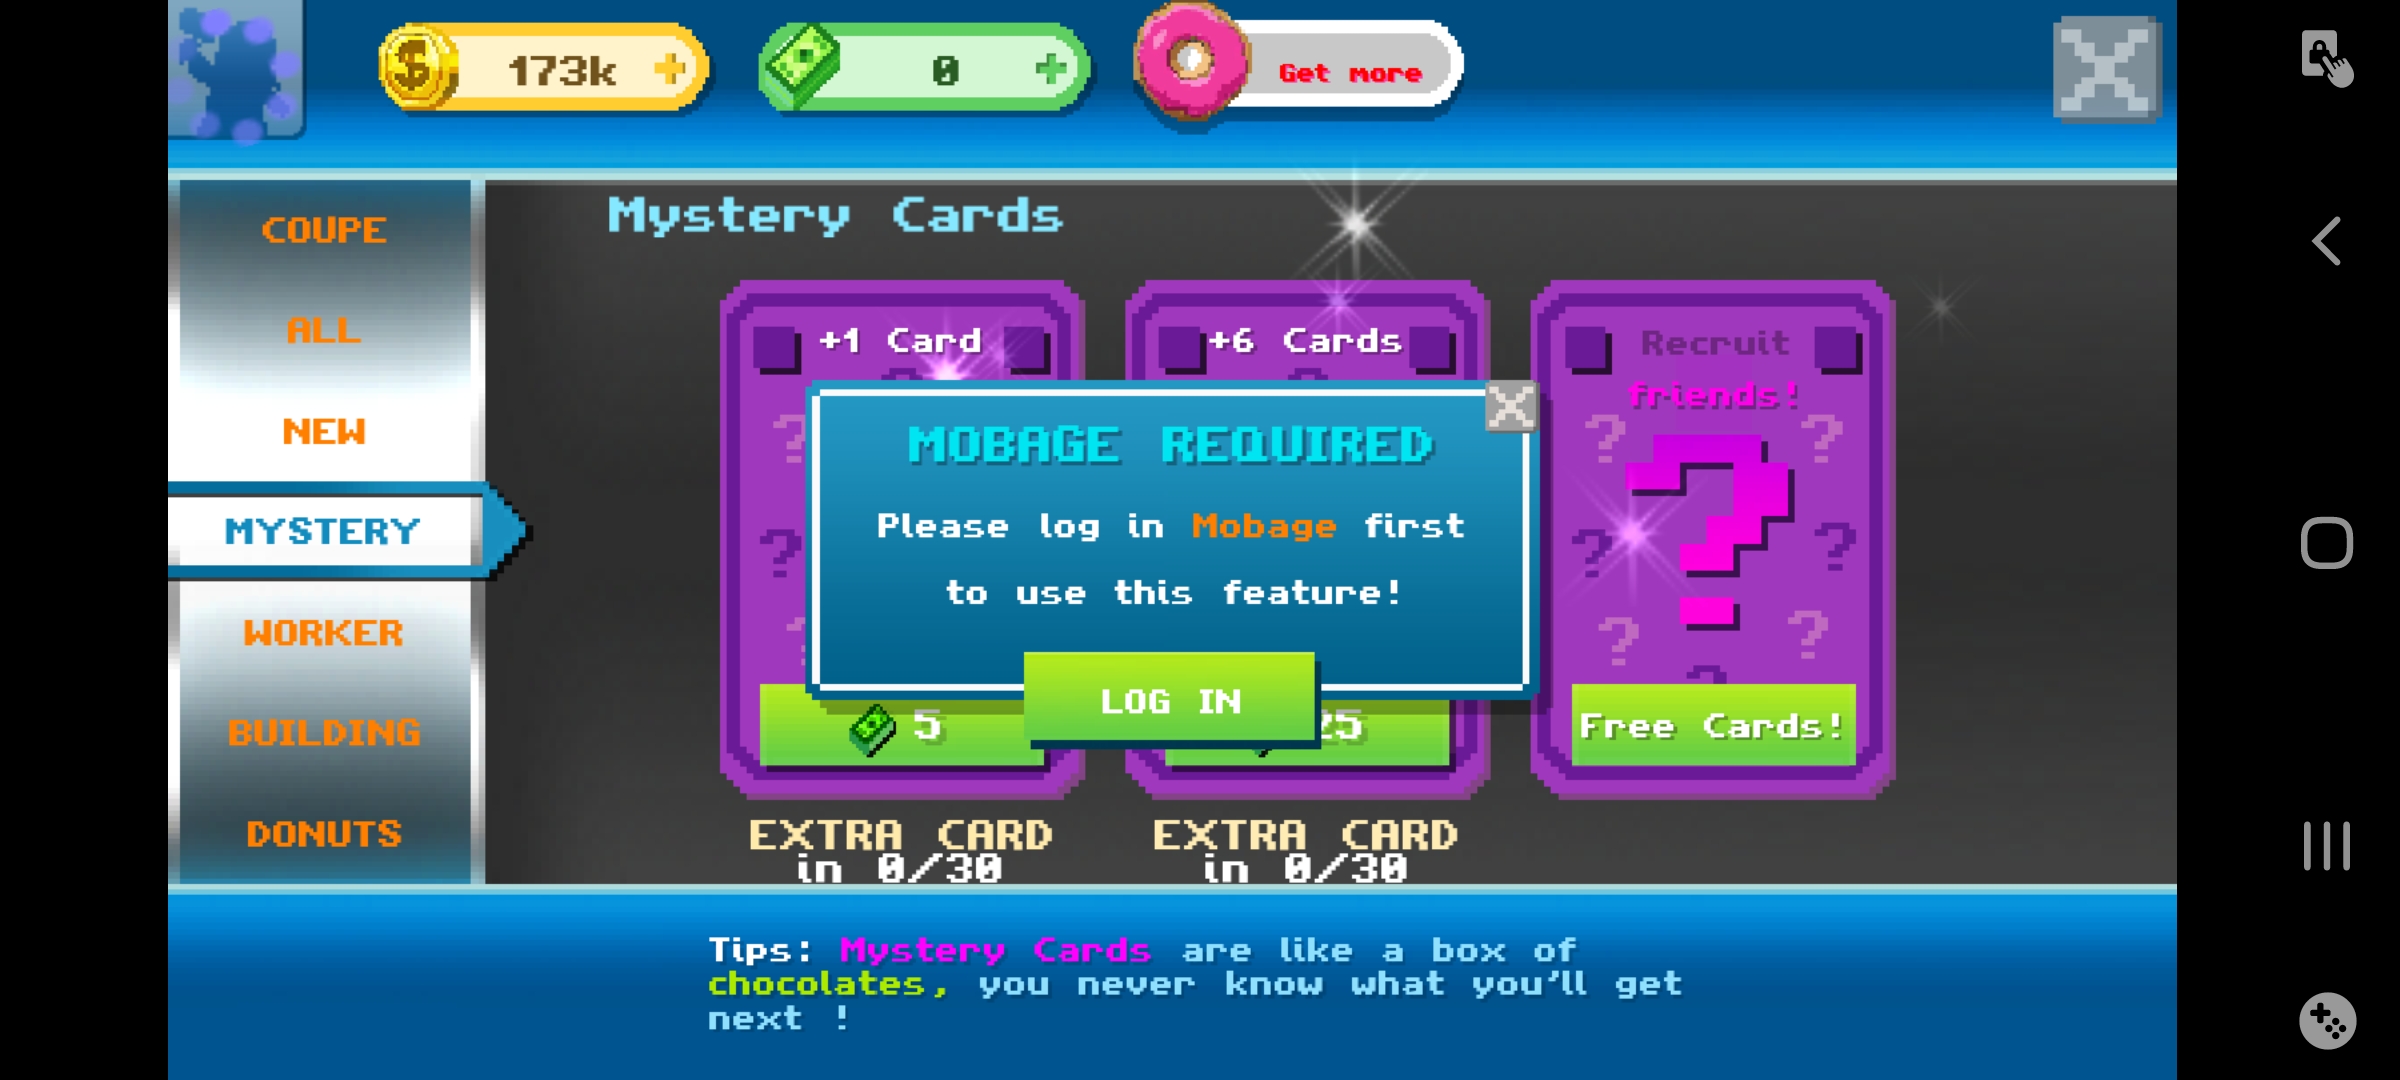 173k
0
Get more
COUPE
ALL
NEW
MYSTERY
WORKER
BUILDING
DONUTS
Mystery Cards
+1 Card
+6 Cards
Recruit
friends!
MOBAGE REQUIRED
Please log in Mobage first
to use this feature!
LOG IN
5
25
Free Cards!
EXTRA CARD
in 0/30
EXTRA CARD
in 0/30
Tips: Mystery Cards are like a box of
chocolates, you never know what you'll get
next !